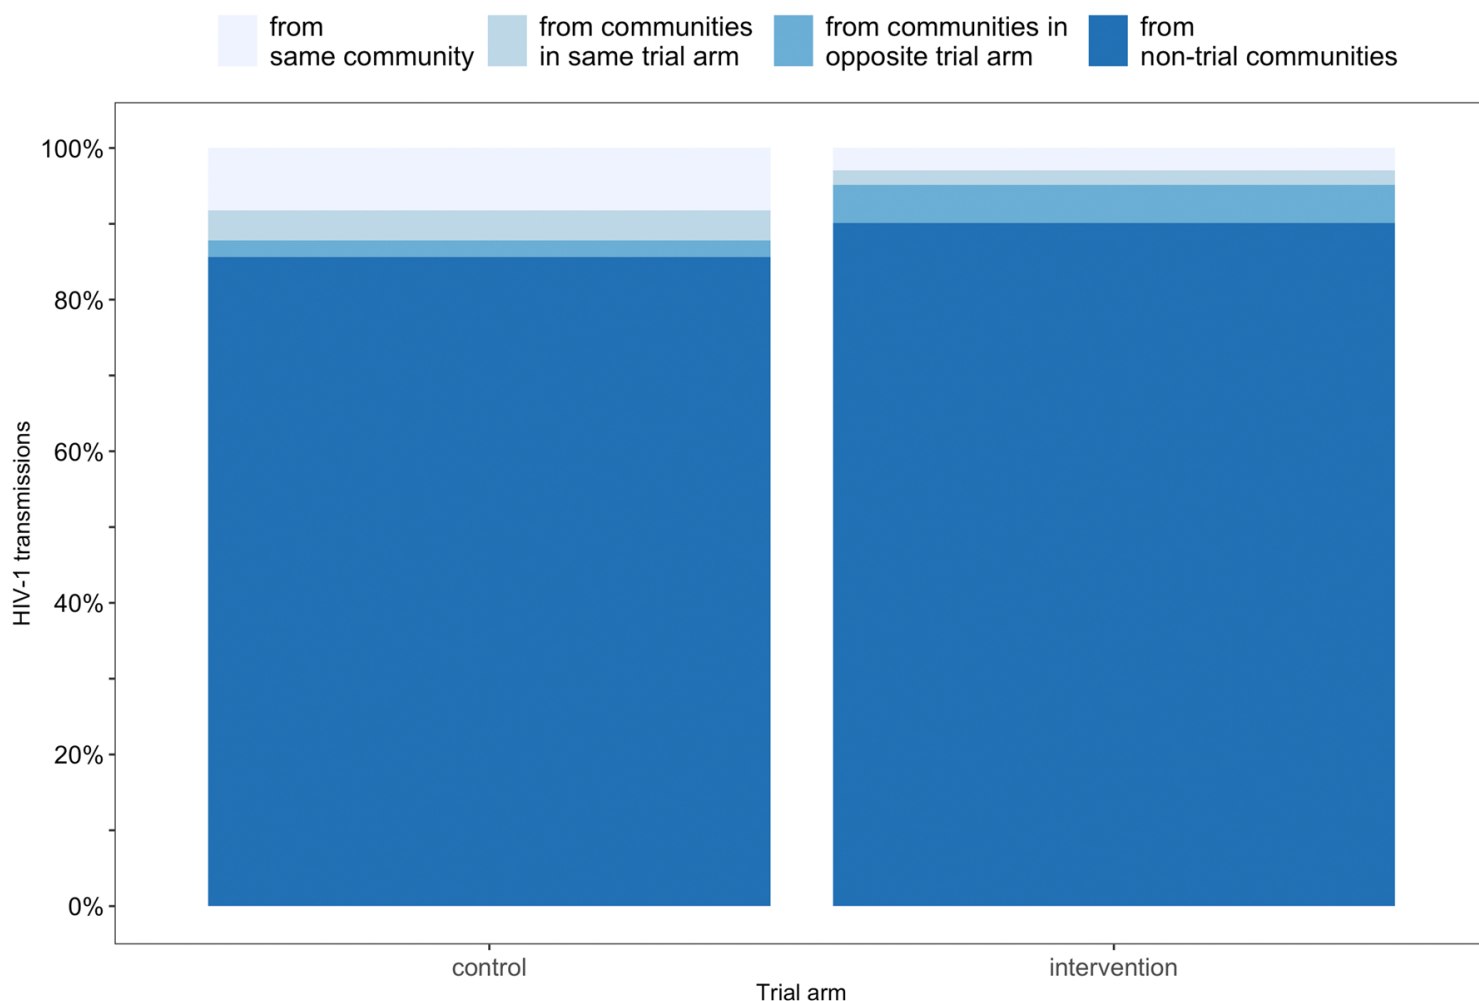 from
same community
from communities
in same trial arm
from communities in
opposite trial arm
from
non-trial communities
HIV-1 transmissions
100%
80%
60%
40%
20%
0%
control
intervention
Trial arm